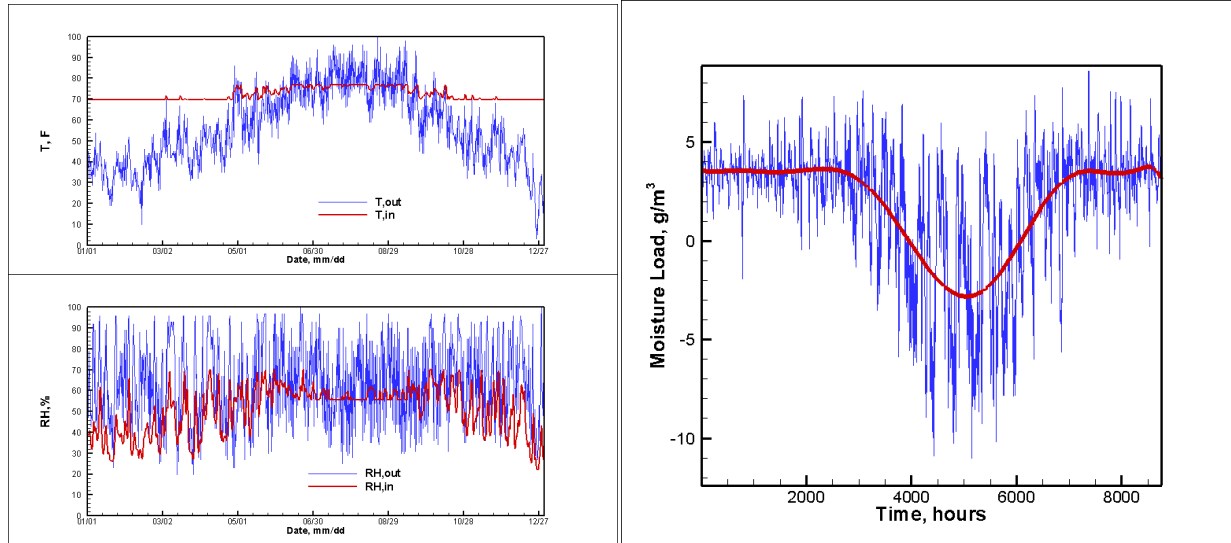 100
90
80
70
60
50
40
30
20
10
0
T, F
T,out
T,in
01/01 03/02 05/01 06/30 08/29 10/28 12/27
Date, mm/dd
100
90
80
70
60
50
40
30
20
10
0
RH,%
RH,out
RH,in
01/01 03/02 05/01 06/30 08/29 10/28 12/27
Date, mm/dd
5
0
-5
-10
Moisture Load, g/m³
2000 4000 6000 8000
Time, hours